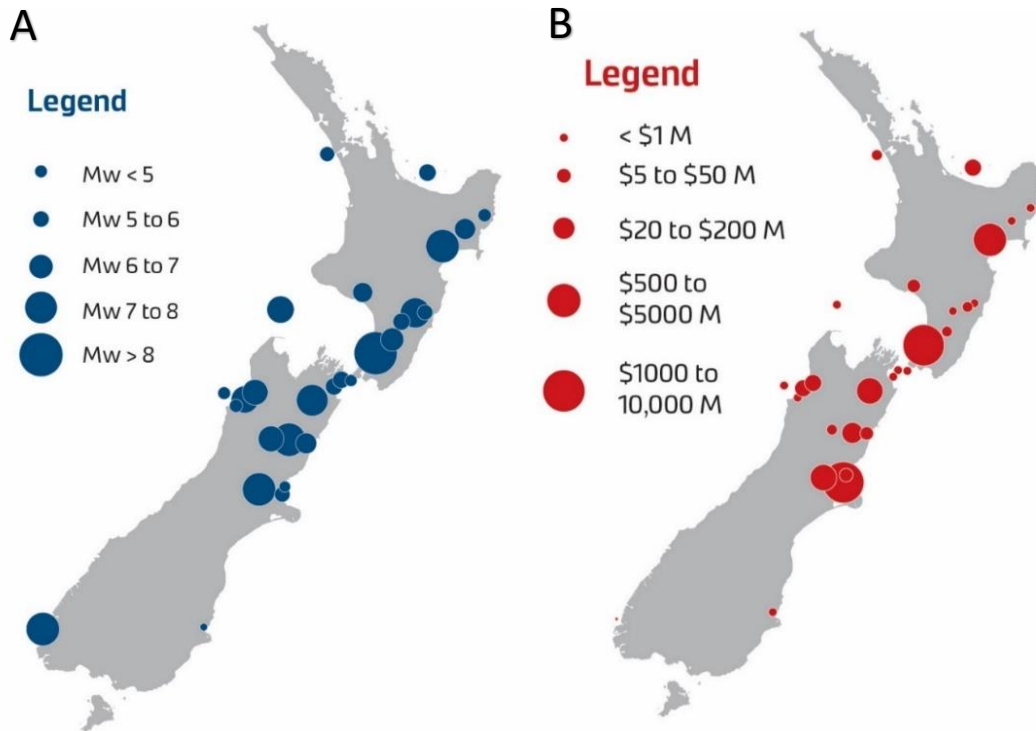 A
Legend
Mw < 5
Mw 5 to 6
Mw 6 to 7
Mw 7 to 8
Mw > 8
B
Legend
< $1 M
$5 to $50 M
$20 to $200 M
$500 to
$5000 M
$1000 to
10,000 M